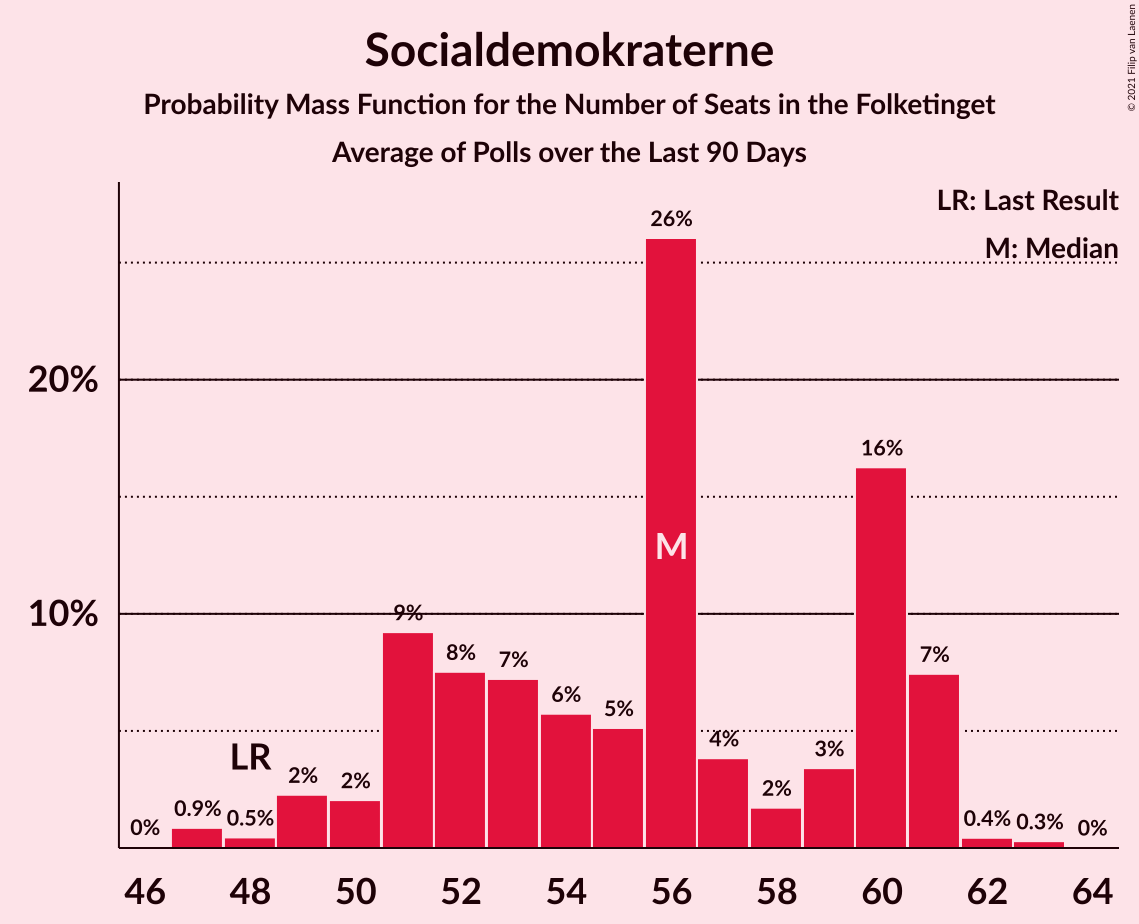 Socialdemokraterne
Probability Mass Function for the Number of Seats in the Folketinget
Average of Polls over the Last 90 Days
© 2021 Filip van Laenen
LR: Last Result
M: Median
20%
10%
0%
0.9%
0.5%
LR
2%
2%
9%
8%
7%
6%
5%
26%
M
4%
2%
3%
16%
7%
0.4%
0.3%
0%
46 48 50 52 54 56 58 60 62 64